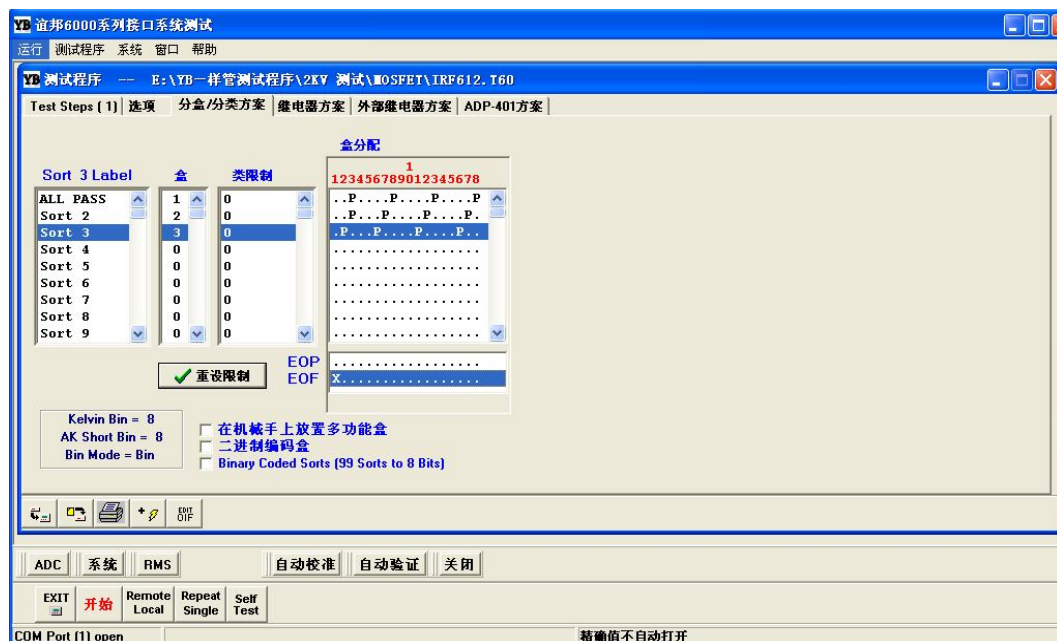 YB 谊邦6000系列接口系统测试
运行 测试程序 系统 窗口 帮助
YB 测试程序 -- E:\YB一样管测试程序\2KV 测试\MOSFET\IRF612.T60
Test Steps ( 1) 选项 分盒/分类方案 继电器方案 外部继电器方案 ADP-401方案
盒分配
Sort 3 Label 盒 类限制
1
123456789012345678
ALL PASS 1 0 ..P....P....P....P
Sort 2 2 0 ..P...P....P....P.
Sort 3 3 0 .P...P....P....P..
Sort 4 0 0 ..................
Sort 5 0 0 ..................
Sort 6 0 0 ..................
Sort 7 0 0 ..................
Sort 8 0 0 ..................
Sort 9 0 0 ..................
EOP ..................
重设限制 EOF X.................
Kelvin Bin = 8
AK Short Bin = 8
Bin Mode = Bin
在机械手上放置多功能盒
二进制编码盒
Binary Coded Sorts (99 Sorts to 8 Bits)
EDIT OIF
ADC 系统 RMS 自动校准 自动验证 关闭
EXIT 开始 Remote Local Repeat Single Self Test
COM Port (1) open 精确值不自动打开